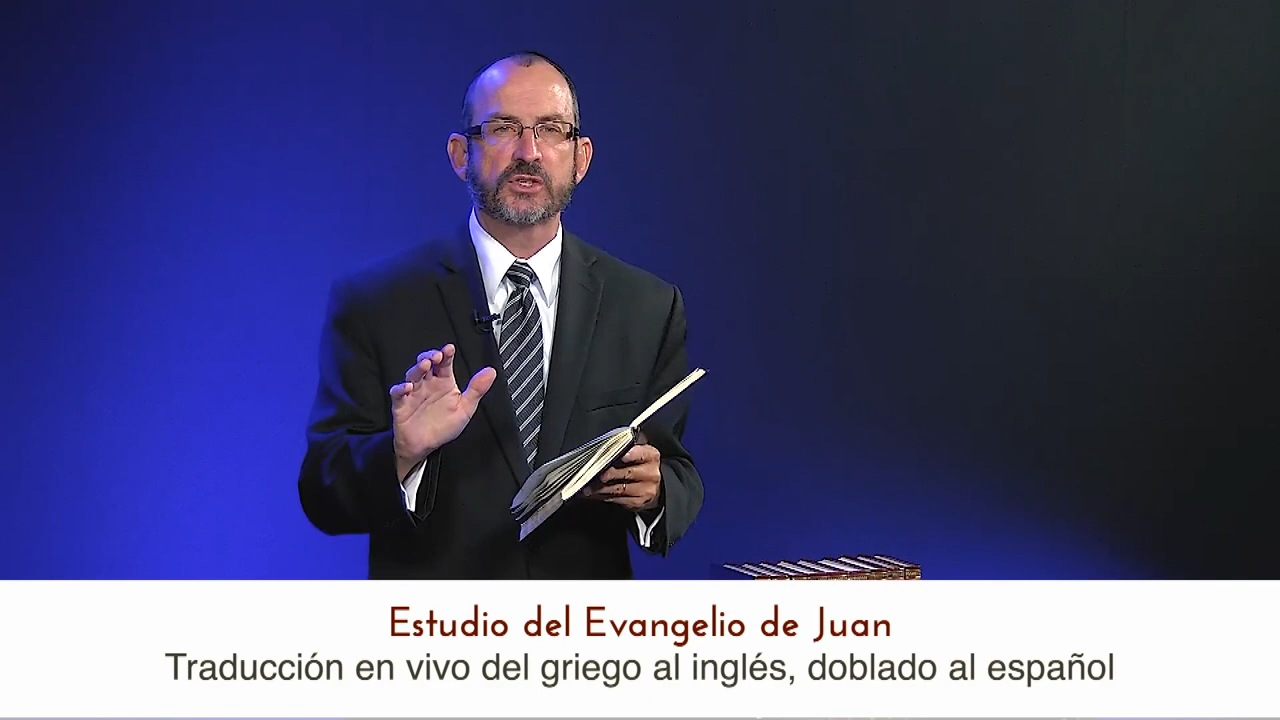 Estudio del Evangelio de Juan
Traducción en vivo del griego al inglés, doblado al español